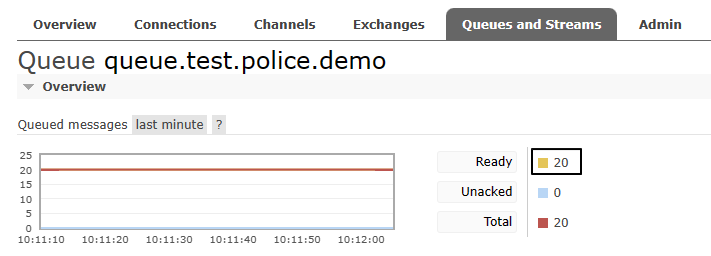 Overview Connections Channels Exchanges Queues and Streams Admin
Queue queue.test.police.demo
Overview
Queued messages last minute ?
25
20
15
10
5
0
10:11:10 10:11:20 10:11:30 10:11:40 10:11:50 10:12:00
Ready 20
Unacked 0
Total 20